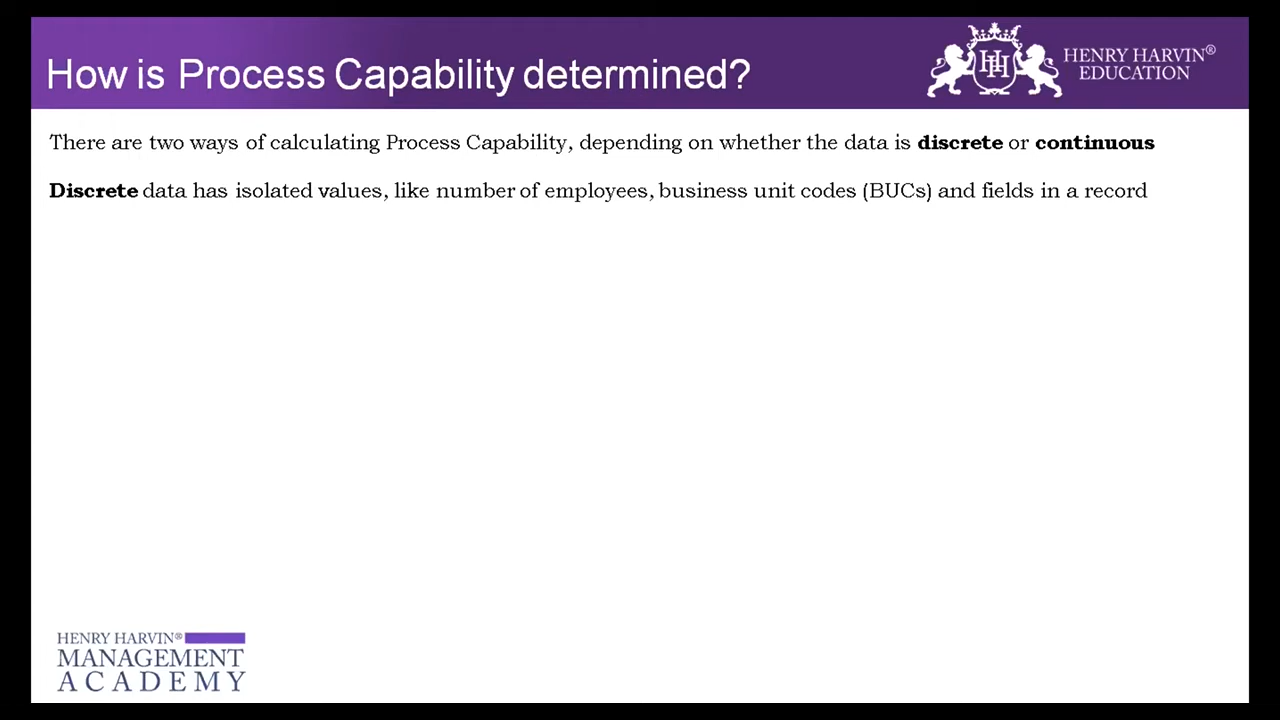 How is Process Capability determined?
HENRY HARVIN®
EDUCATION
There are two ways of calculating Process Capability, depending on whether the data is discrete or continuous
Discrete data has isolated values, like number of employees, business unit codes (BUCs) and fields in a record
HENRY HARVIN®
MANAGEMENT
ACADEMY